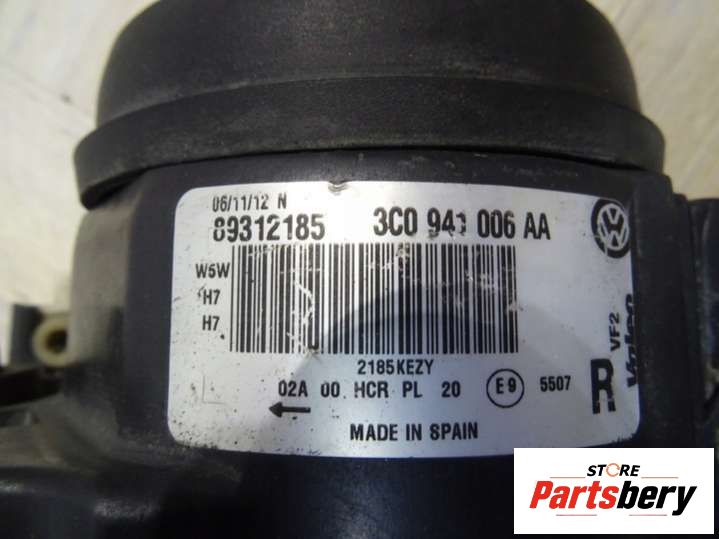 06/11/12 N
89312185 3C0 941 006 AA
W5W
H7
H7
2185KEZY
02A 00 HCR PL 20 E9 5507
MADE IN SPAIN
R
VF2
Valeo
STORE
Partsbery